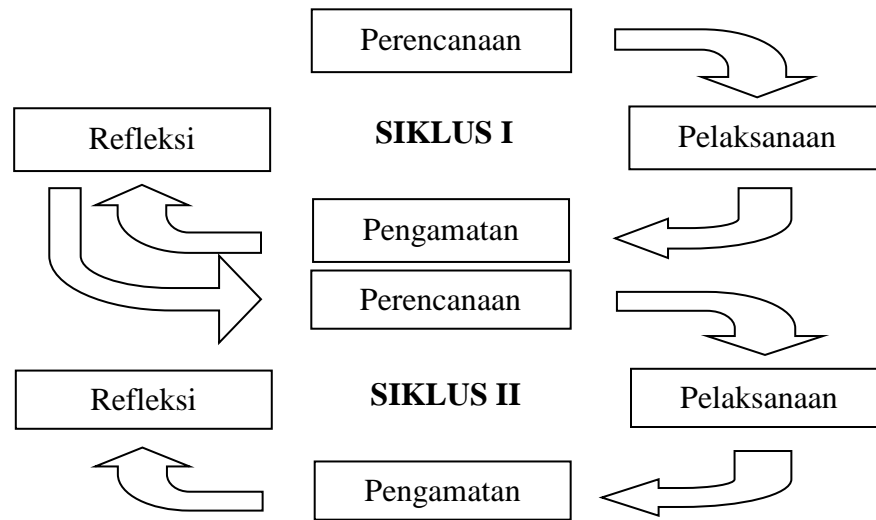 Perencanaan
Refleksi
SIKLUS I
Pelaksanaan
Pengamatan
Perencanaan
Refleksi
SIKLUS II
Pelaksanaan
Pengamatan